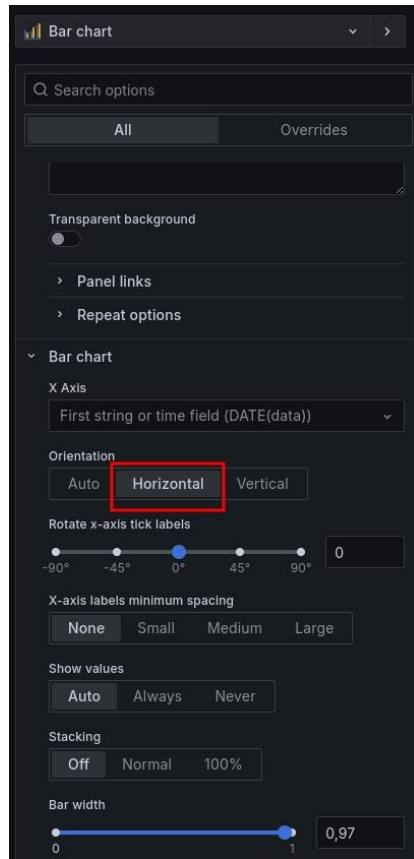 Bar chart
Search options
All Overrides
Transparent background
Panel links
Repeat options
Bar chart
X Axis
First string or time field (DATE(data))
Orientation
Auto Horizontal Vertical
Rotate x-axis tick labels
0
-90° -45° 0° 45° 90°
X-axis labels minimum spacing
None Small Medium Large
Show values
Auto Always Never
Stacking
Off Normal 100%
Bar width
0,97
0 1